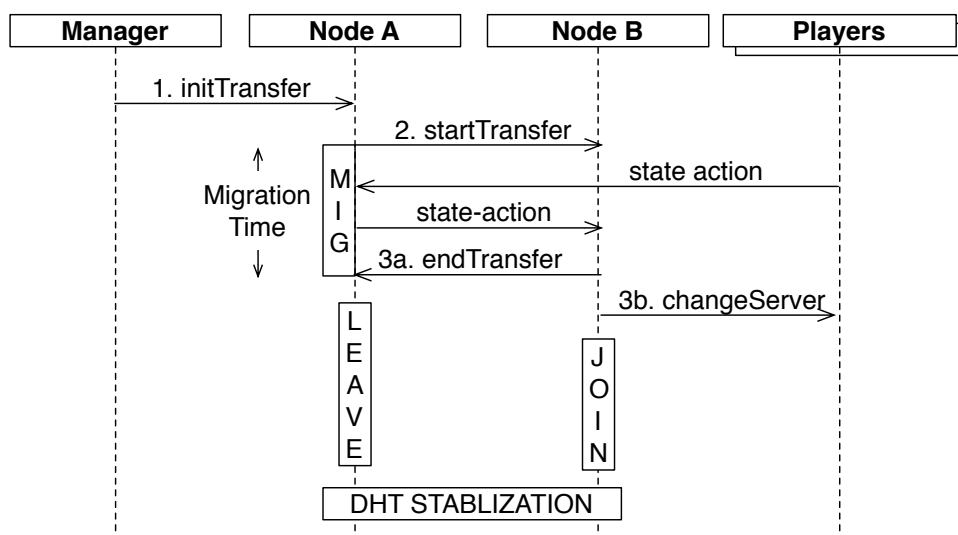 Manager
Node A
Node B
Players
1. initTransfer
2. startTransfer
state action
Migration
Time
M
I
G
state-action
3a. endTransfer
3b. changeServer
L
E
A
V
E
J
O
I
N
DHT STABLIZATION